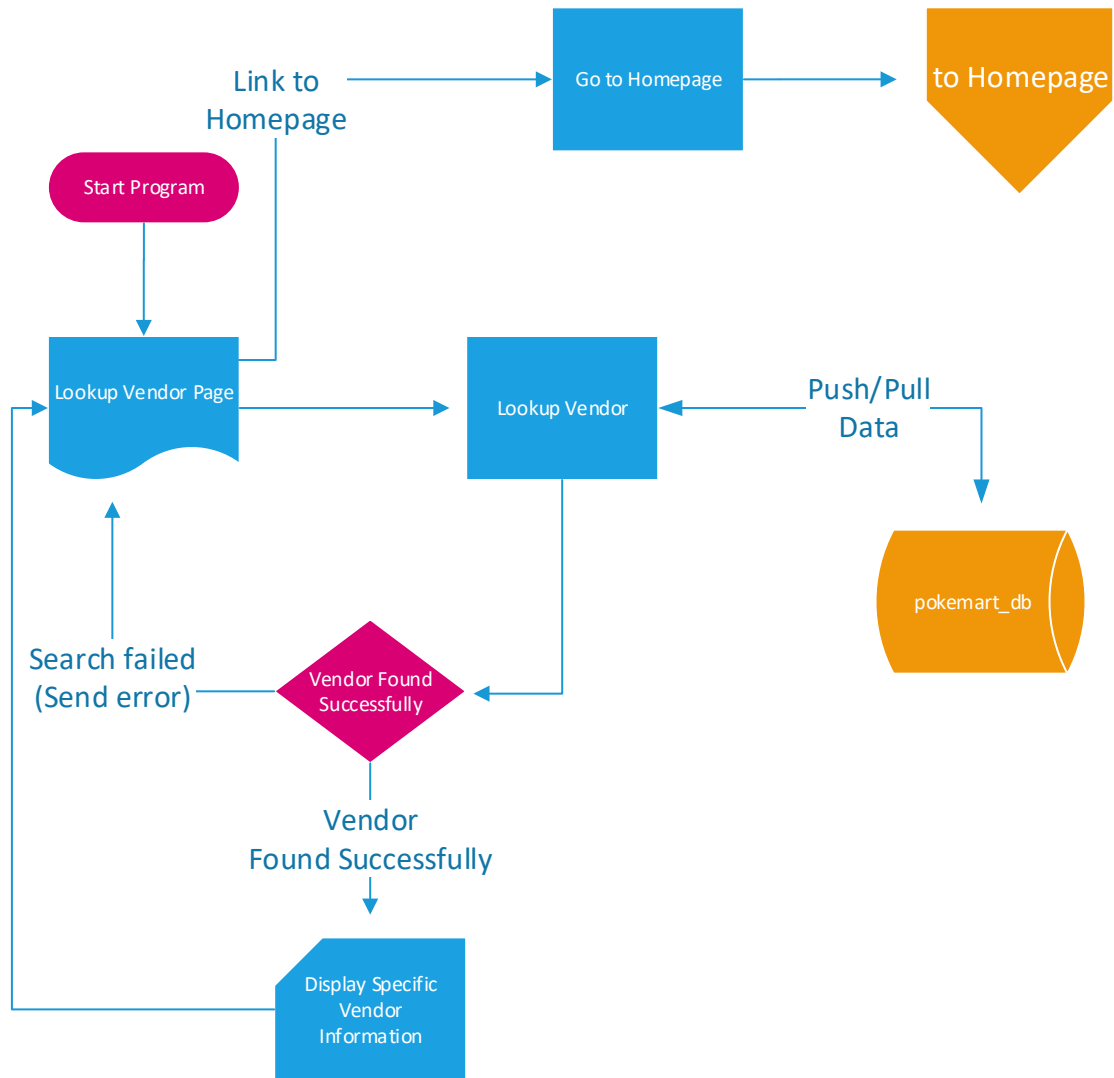 Link to
Homepage
Go to Homepage
to Homepage
Start Program
Lookup Vendor Page
Lookup Vendor
Push/Pull
Data
pokemart_db
Search failed
(Send error)
Vendor Found
Successfully
Vendor
Found Successfully
Display Specific
Vendor
Information